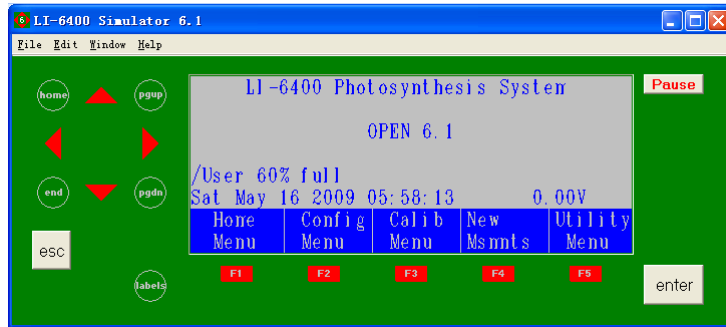 6 LI-6400 Simulator 6.1
File Edit Window Help
home pgup
end pgdn
esc
labels
LI-6400 Photosynthesis System
OPEN 6.1
/User 60% full
Sat May 16 2009 05:58:13 0.00V
Home Config Calib New Utility
Menu Menu Menu Msmnts Menu
F1 F2 F3 F4 F5
Pause
enter